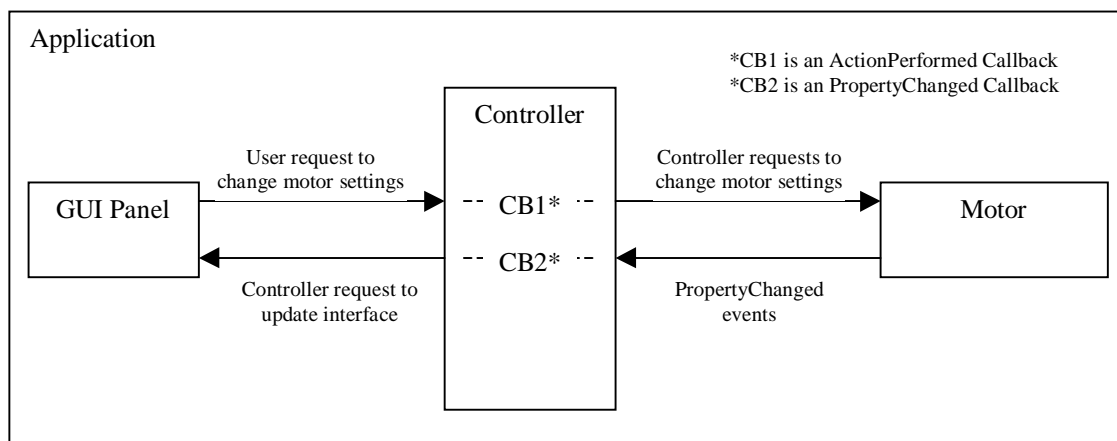 Application
*CB1 is an ActionPerformed Callback
*CB2 is an PropertyChanged Callback
Controller
User request to
change motor settings
Controller requests to
change motor settings
GUI Panel
CB1*
Motor
CB2*
Controller request to
update interface
PropertyChanged
events